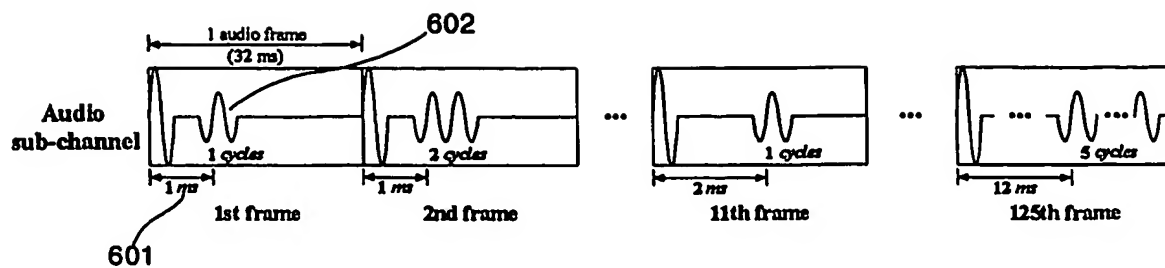 602
1 audio frame
(32 ms)
Audio
sub-channel
1 cycles
2 cycles
...
1 cycles
...
...
....
5 cycles
1 ms
1 ms
2 ms
12 ms
1st frame
2nd frame
11th frame
125th frame
601